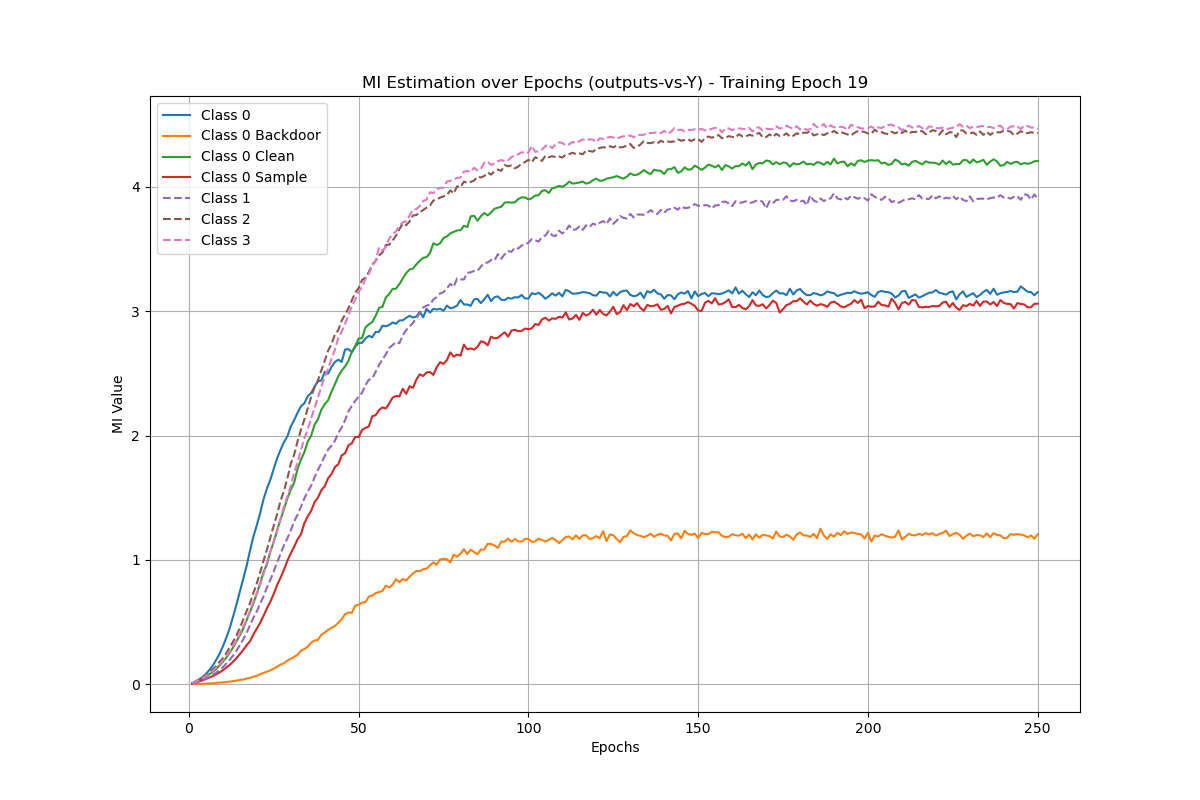 MI Estimation over Epochs (outputs-vs-Y) - Training Epoch 19
Class 0
Class 0 Backdoor
Class 0 Clean
Class 0 Sample
Class 1
Class 2
Class 3
MI Value
4
3
2
1
0
0 50 100 150 200 250
Epochs